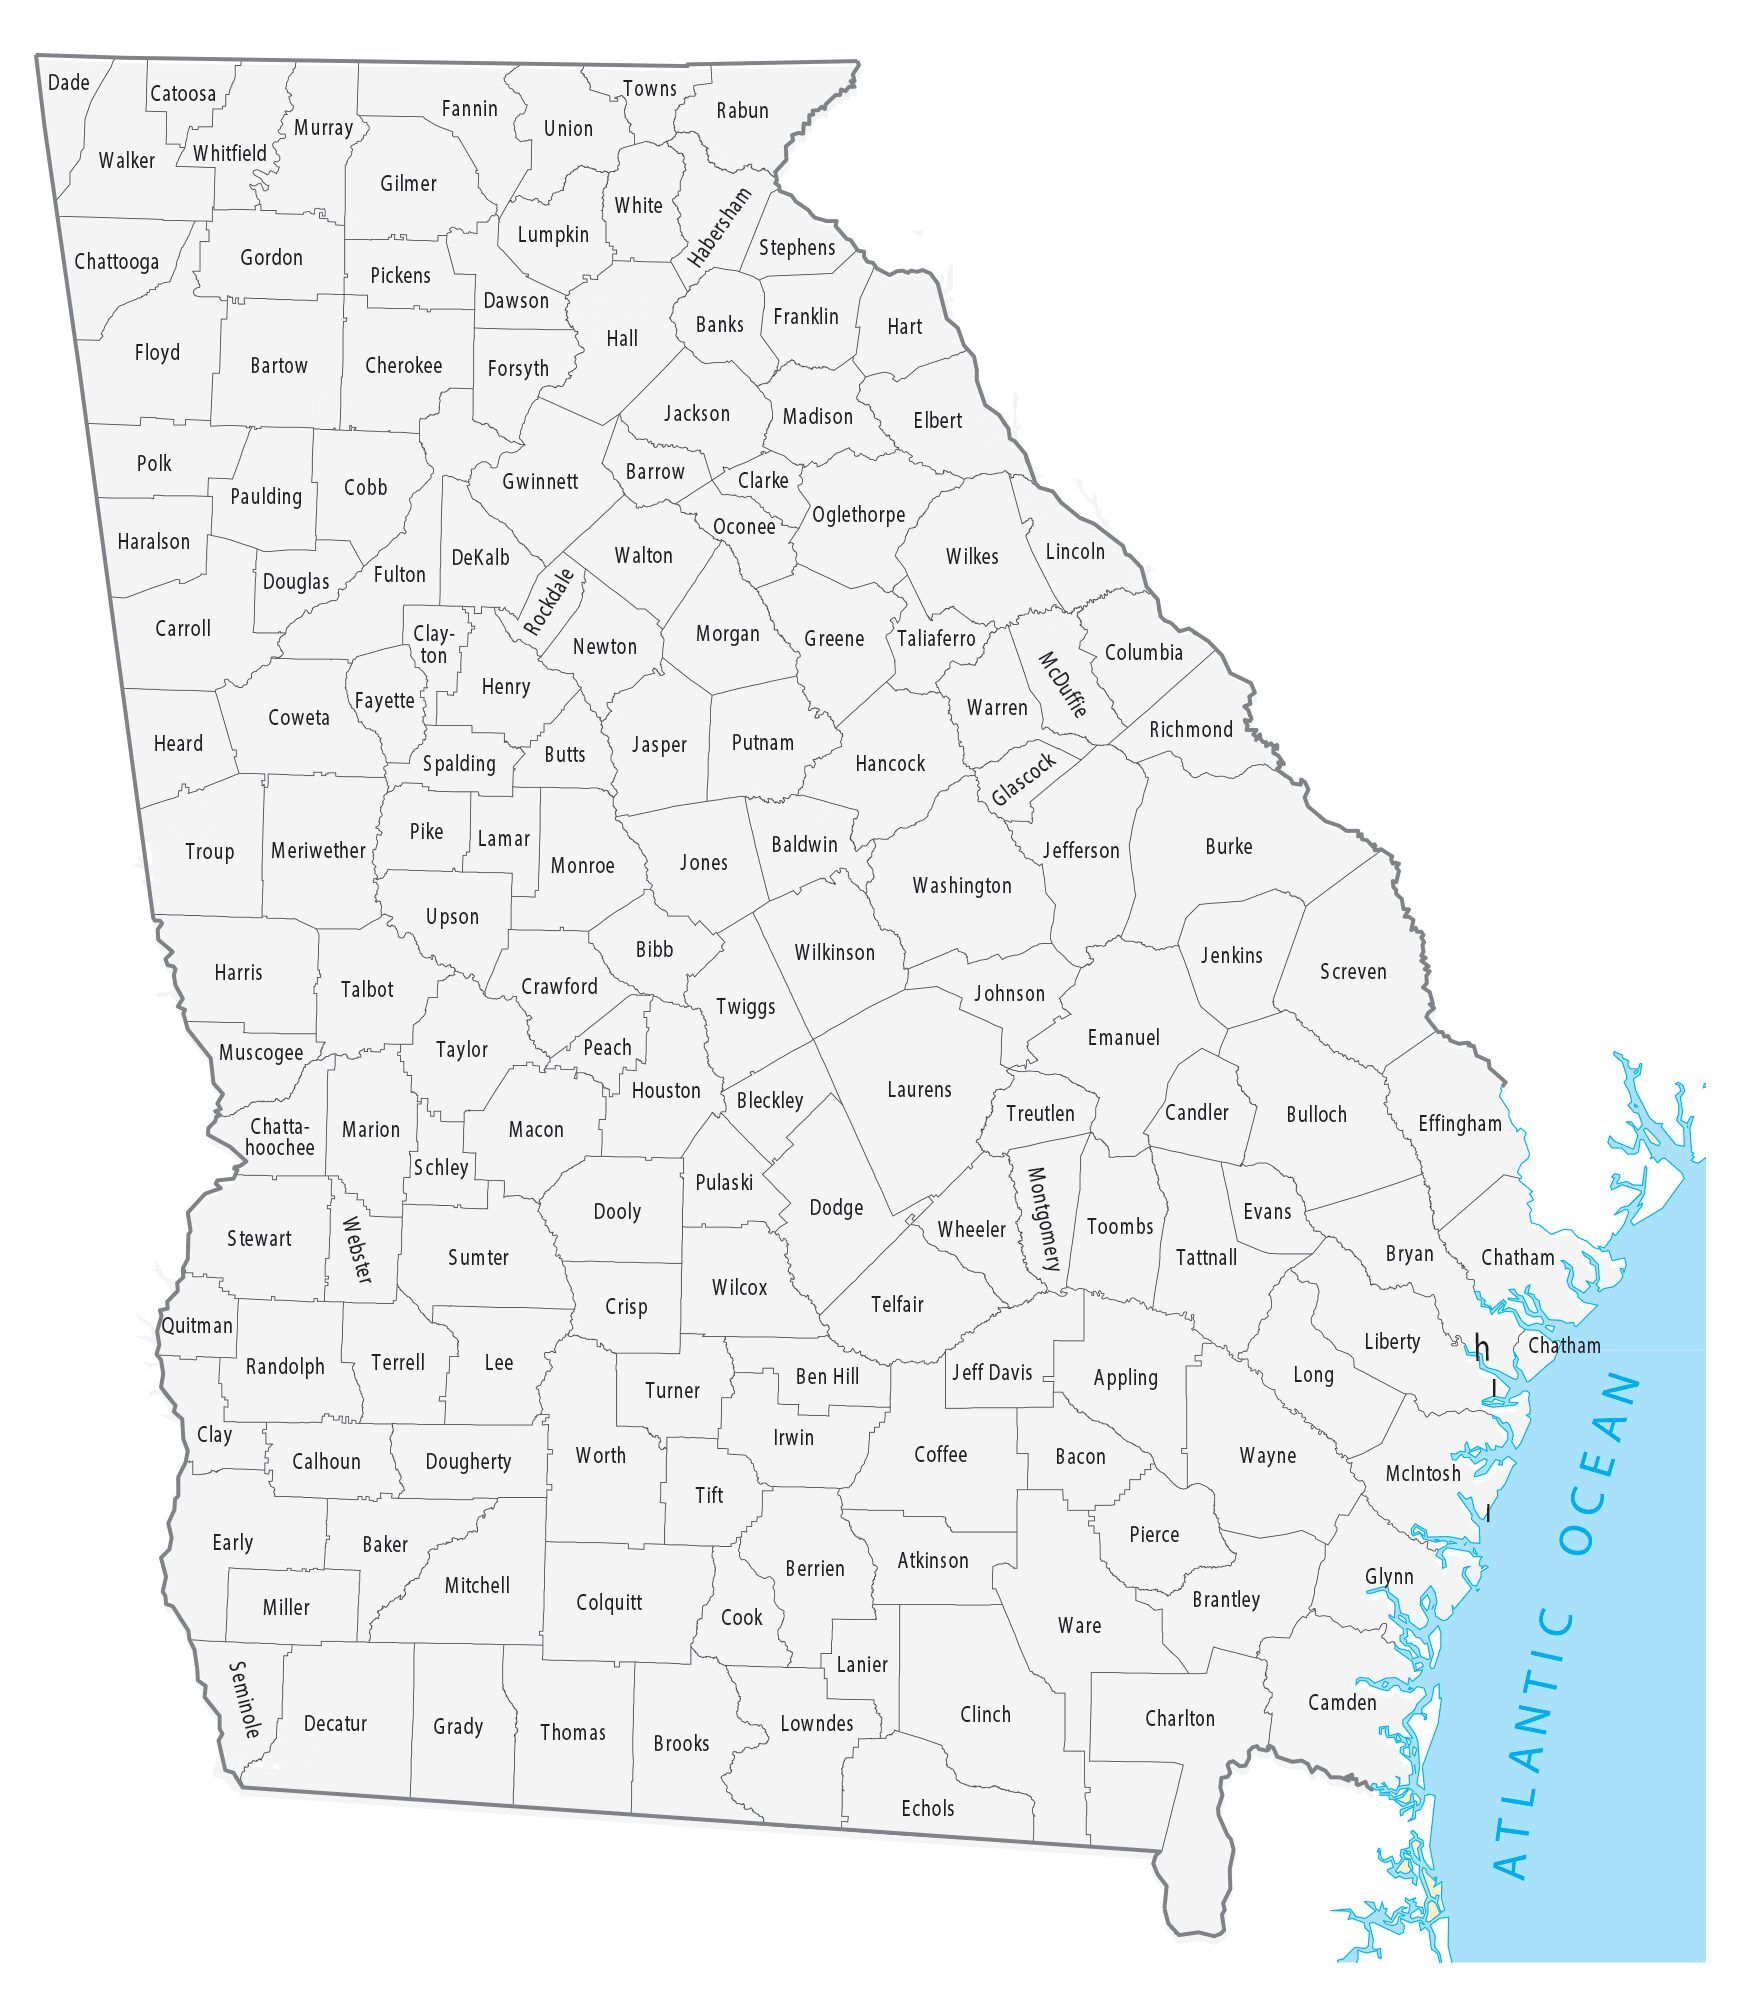 Dade
Catoosa
Fannin
Towns
Rabun
Union
Murray
Whitfield
Walker
Gilmer
White
Habersham
Lumpkin
Stephens
Chattooga
Gordon
Pickens
Dawson
Banks
Franklin
Hart
Hall
Floyd
Bartow
Cherokee
Forsyth
Jackson
Madison
Elbert
Polk
Paulding
Cobb
Gwinnett
Barrow
Clarke
Oconee
Oglethorpe
Haralson
Douglas
Fulton
DeKalb
Rockdale
Walton
Wilkes
Lincoln
Carroll
Clay-
ton
Newton
Morgan
Greene
Taliaferro
McDuffie
Columbia
Henry
Fayette
Coweta
Warren
Richmond
Heard
Spalding
Butts
Jasper
Putnam
Hancock
Glascock
Troup
Meriwether
Pike
Lamar
Monroe
Jones
Baldwin
Jefferson
Burke
Washington
Upson
Bibb
Wilkinson
Jenkins
Screven
Harris
Talbot
Crawford
Twiggs
Johnson
Emanuel
Muscogee
Taylor
Peach
Houston
Bleckley
Laurens
Treutlen
Candler
Bulloch
Effingham
Chatta-
hoochee
Marion
Macon
Schley
Pulaski
Dooly
Dodge
Wheeler
Montgomery
Toombs
Evans
Tattnall
Stewart
Webster
Sumter
Bryan
Chatham
Wilcox
Crisp
Telfair
Quitman
Randolph
Terrell
Lee
Turner
Ben Hill
Jeff Davis
Appling
Long
Liberty
h
Chatham
l
Clay
Calhoun
Dougherty
Worth
Irwin
Coffee
Bacon
Wayne
McIntosh
l
Tift
Early
Baker
Mitchell
Berrien
Atkinson
Pierce
Glynn
Miller
Colquitt
Cook
Ware
Brantley
Seminole
Decatur
Grady
Thomas
Brooks
Lanier
Lowndes
Clinch
Charlton
Camden
Echols
ATLANTIC OCEAN